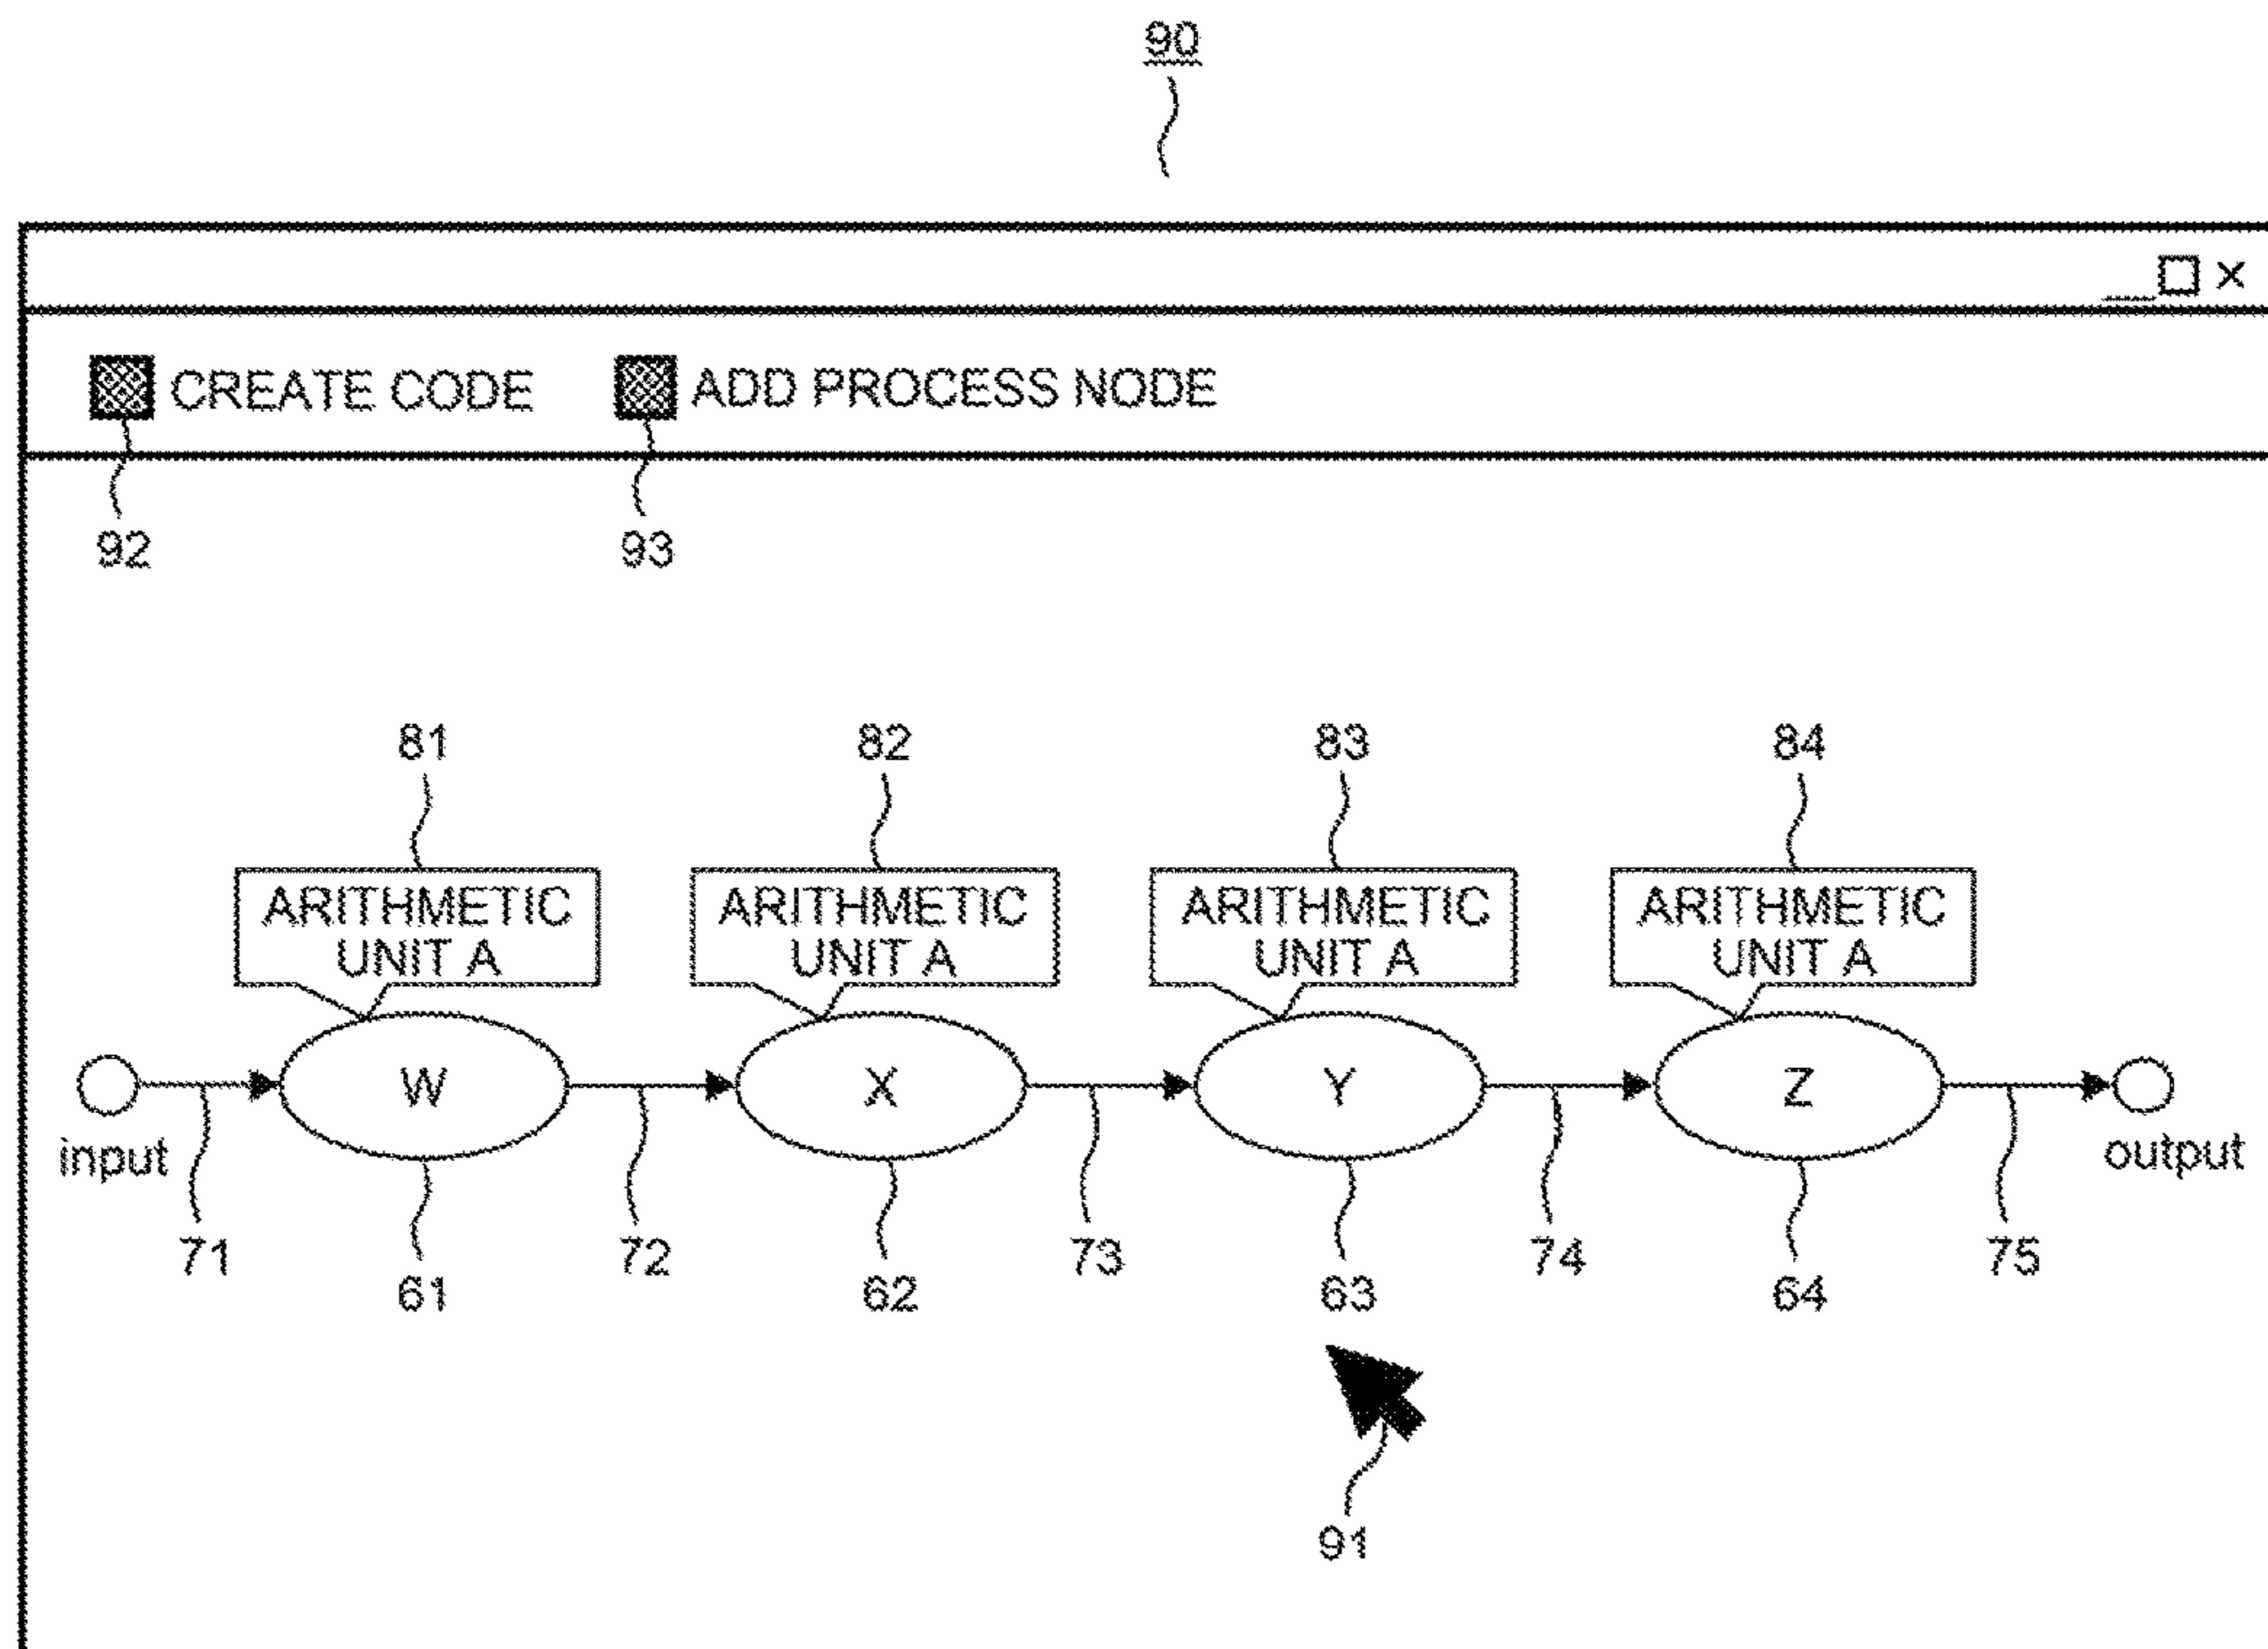 90
_ □ ×
CREATE CODE ADD PROCESS NODE
92 93
81 82 83 84
ARITHMETIC ARITHMETIC ARITHMETIC ARITHMETIC
UNIT A UNIT A UNIT A UNIT A
W X Y Z
input output
71 72 73 74 75
61 62 63 64
91